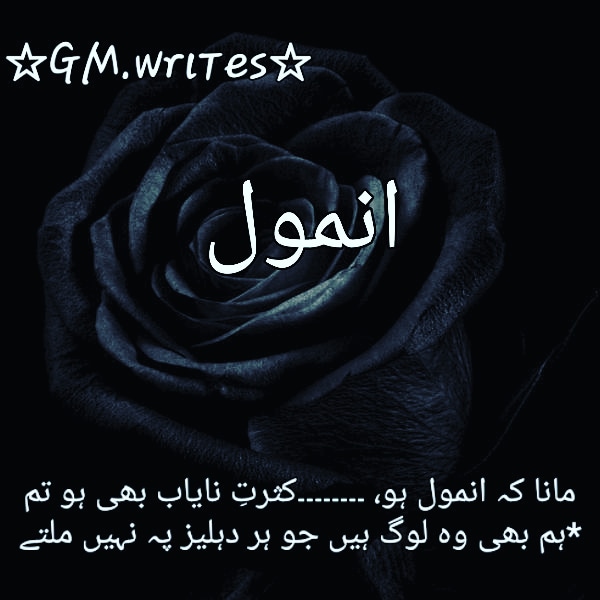 ☆GM.writes☆
انمول
مانا کہ انمول ہو، ۔۔۔۔۔۔۔۔کثرتِ نایاب بھی ہو تم
*ہم بھی وہ لوگ ہیں جو ہر دہلیز پہ نہیں ملتے